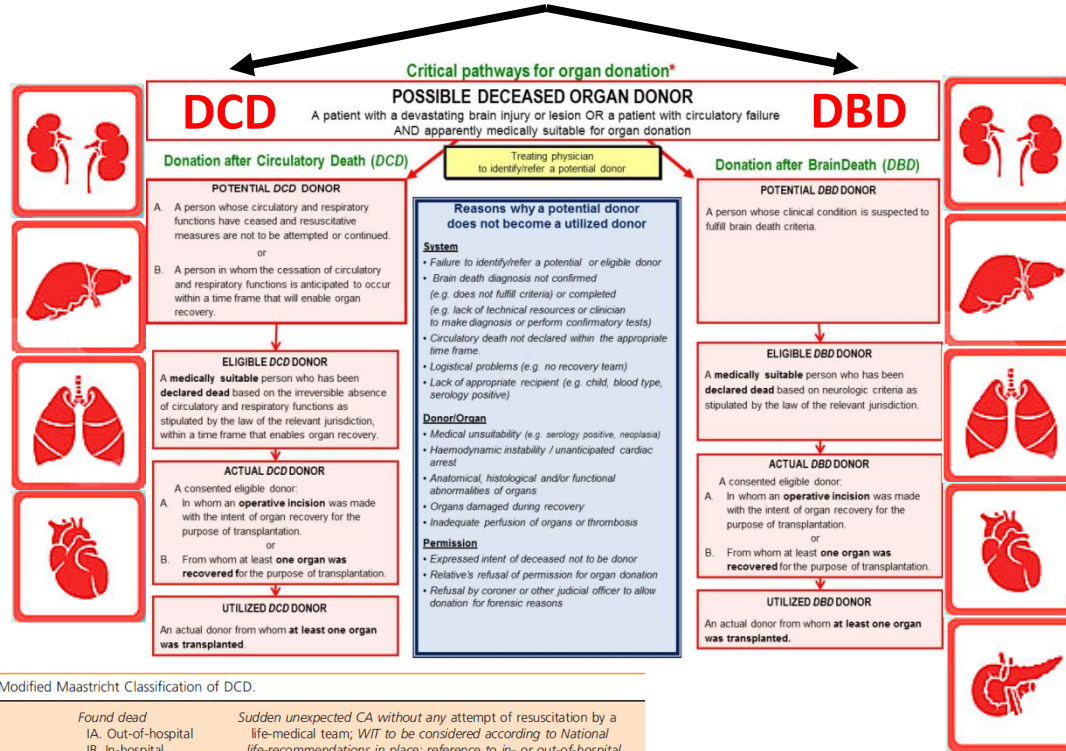 Critical pathways for organ donation*
DCD
POSSIBLE DECEASED ORGAN DONOR
DBD
A patient with a devastating brain injury or lesion OR a patient with circulatory failure
AND apparently medically suitable for organ donation
Donation after Circulatory Death (DCD)
Treating physician
to identify/refer a potential donor
Donation after BrainDeath (DBD)
POTENTIAL DCD DONOR
A. A person whose circulatory and respiratory
functions have ceased and resuscitative
measures are not to be attempted or continued.
or
B. A person in whom the cessation of circulatory
and respiratory functions is anticipated to occur
within a time frame that will enable organ
recovery.
ELIGIBLE DCD DONOR
A medically suitable person who has been
declared dead based on the irreversible absence
of circulatory and respiratory functions as
stipulated by the law of the relevant jurisdiction,
within a time frame that enables organ recovery.
ACTUAL DCD DONOR
A consented eligible donor:
A. In whom an operative incision was made
with the intent of organ recovery for the
purpose of transplantation.
or
B. From whom at least one organ was
recovered for the purpose of transplantation.
UTILIZED DCD DONOR
An actual donor from whom at least one organ
was transplanted.
Reasons why a potential donor
does not become a utilized donor
System
• Failure to identify/refer a potential or eligible donor
• Brain death diagnosis not confirmed
(e.g. does not fulfill criteria) or completed
(e.g. lack of technical resources or clinician
to make diagnosis or perform confirmatory tests)
• Circulatory death not declared within the appropriate
time frame.
• Logistical problems (e.g. no recovery team)
• Lack of appropriate recipient (e.g. child, blood type,
serology positive)
Donor/Organ
• Medical unsuitability (e.g. serology positive, neoplasia)
• Haemodynamic instability / unanticipated cardiac
arrest
• Anatomical, histological and/or functional
abnormalities of organs
• Organs damaged during recovery
• Inadequate perfusion of organs or thrombosis
Permission
• Expressed intent of deceased not to be donor
• Relative's refusal of permission for organ donation
• Refusal by coroner or other judicial officer to allow
donation for forensic reasons
POTENTIAL DBD DONOR
A person whose clinical condition is suspected to
fulfill brain death criteria.
ELIGIBLE DBD DONOR
A medically suitable person who has been
declared dead based on neurologic criteria as
stipulated by the law of the relevant jurisdiction.
ACTUAL DBD DONOR
A consented eligible donor:
A. In whom an operative incision was made
with the intent of organ recovery for the
purpose of transplantation.
or
B. From whom at least one organ was
recovered for the purpose of transplantation.
UTILIZED DBD DONOR
An actual donor from whom at least one organ
was transplanted.
Modified Maastricht Classification of DCD.
Found dead
IA. Out-of-hospital
IB. In-hospital
Sudden unexpected CA without any attempt of resuscitation by a
life-medical team; WIT to be considered according to National
life-recommendations in place; reference to in- or out-of-hospital